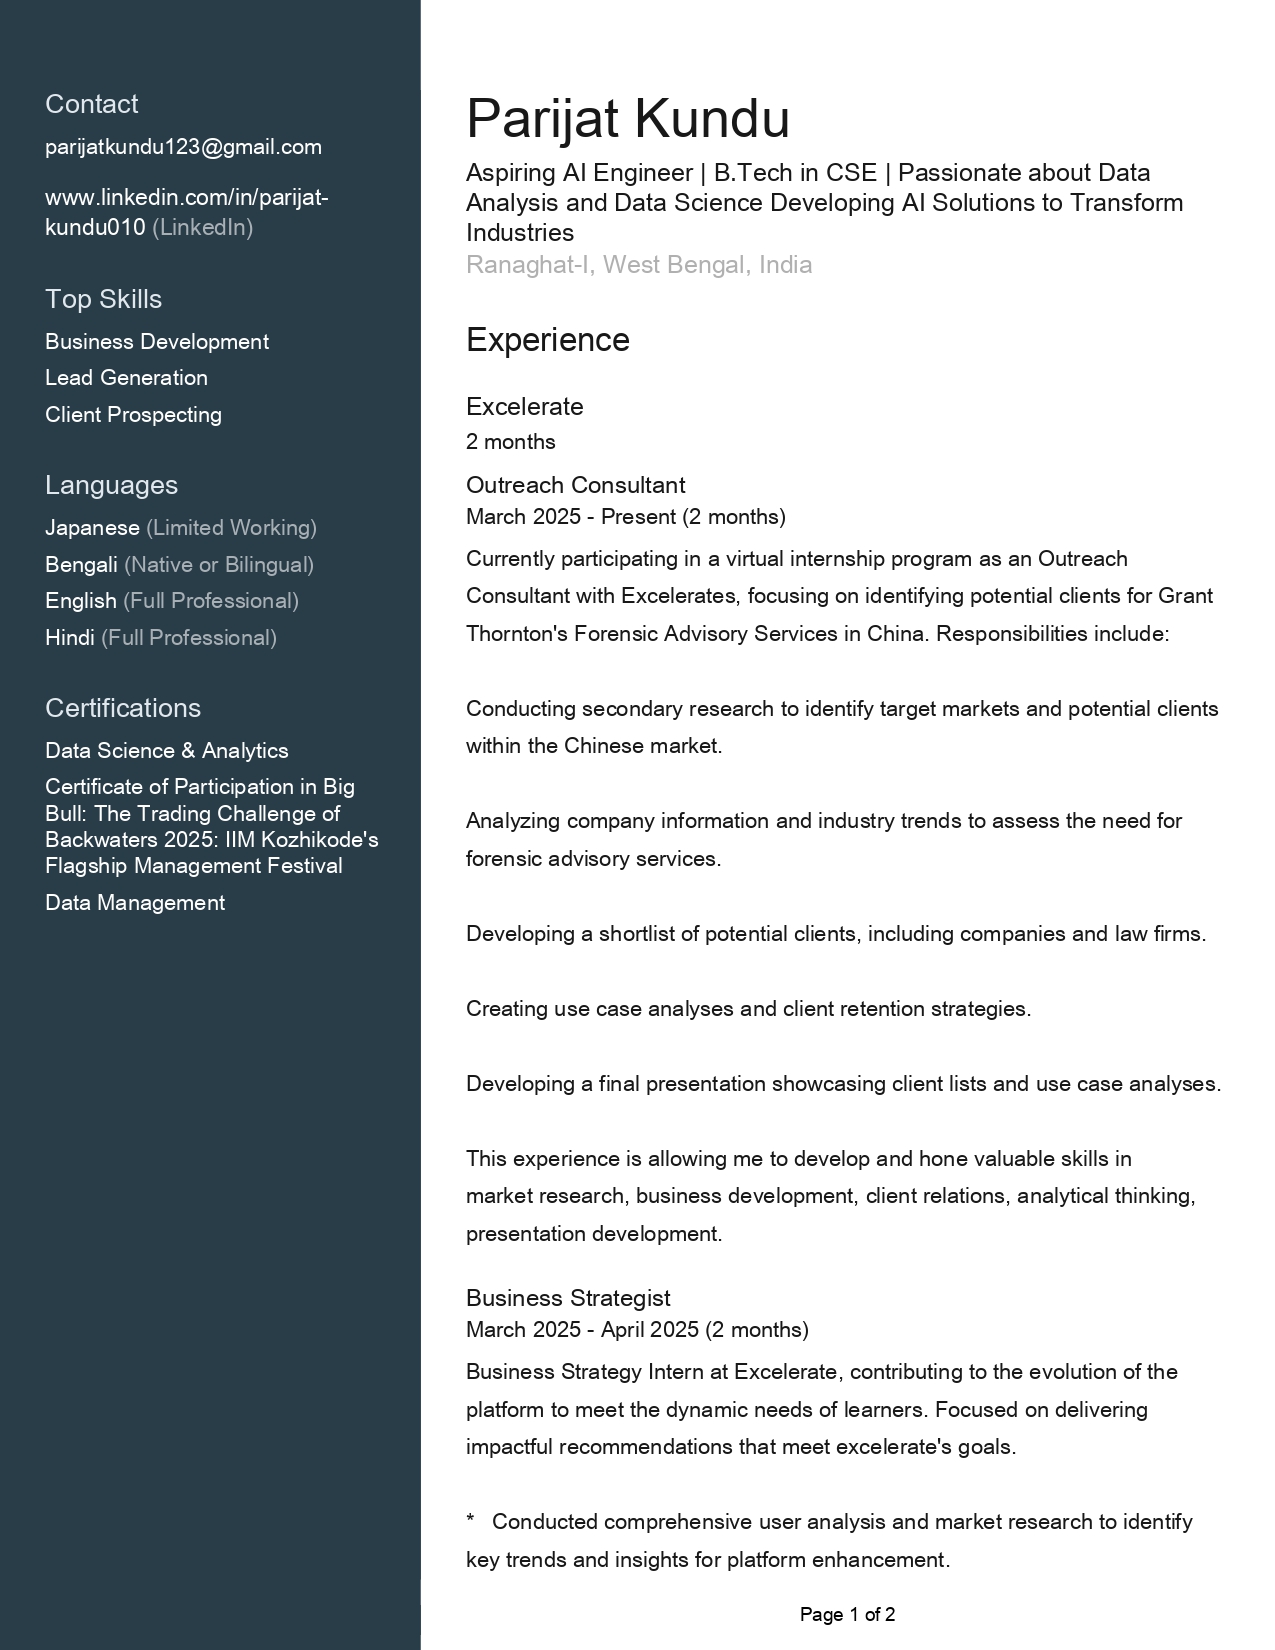 Contact
parijatkundu123@gmail.com
www.linkedin.com/in/parijat-
kundu010 (LinkedIn)
Top Skills
Business Development
Lead Generation
Client Prospecting
Languages
Japanese (Limited Working)
Bengali (Native or Bilingual)
English (Full Professional)
Hindi (Full Professional)
Certifications
Data Science & Analytics
Certificate of Participation in Big
Bull: The Trading Challenge of
Backwaters 2025: IIM Kozhikode's
Flagship Management Festival
Data Management
Parijat Kundu
Aspiring AI Engineer | B.Tech in CSE | Passionate about Data
Analysis and Data Science Developing AI Solutions to Transform
Industries
Ranaghat-I, West Bengal, India
Experience
Excelerate
2 months
Outreach Consultant
March 2025 - Present (2 months)
Currently participating in a virtual internship program as an Outreach
Consultant with Excelerates, focusing on identifying potential clients for Grant
Thornton's Forensic Advisory Services in China. Responsibilities include:
Conducting secondary research to identify target markets and potential clients
within the Chinese market.
Analyzing company information and industry trends to assess the need for
forensic advisory services.
Developing a shortlist of potential clients, including companies and law firms.
Creating use case analyses and client retention strategies.
Developing a final presentation showcasing client lists and use case analyses.
This experience is allowing me to develop and hone valuable skills in
market research, business development, client relations, analytical thinking,
presentation development.
Business Strategist
March 2025 - April 2025 (2 months)
Business Strategy Intern at Excelerate, contributing to the evolution of the
platform to meet the dynamic needs of learners. Focused on delivering
impactful recommendations that meet excelerate's goals.
* Conducted comprehensive user analysis and market research to identify
key trends and insights for platform enhancement.
Page 1 of 2